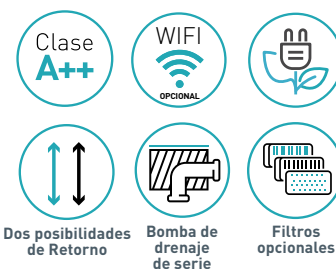 Clase
A++
WIFI
OPCIONAL
Dos posibilidades
de Retorno
Bomba de
drenaje
de serie
Filtros
opcionales